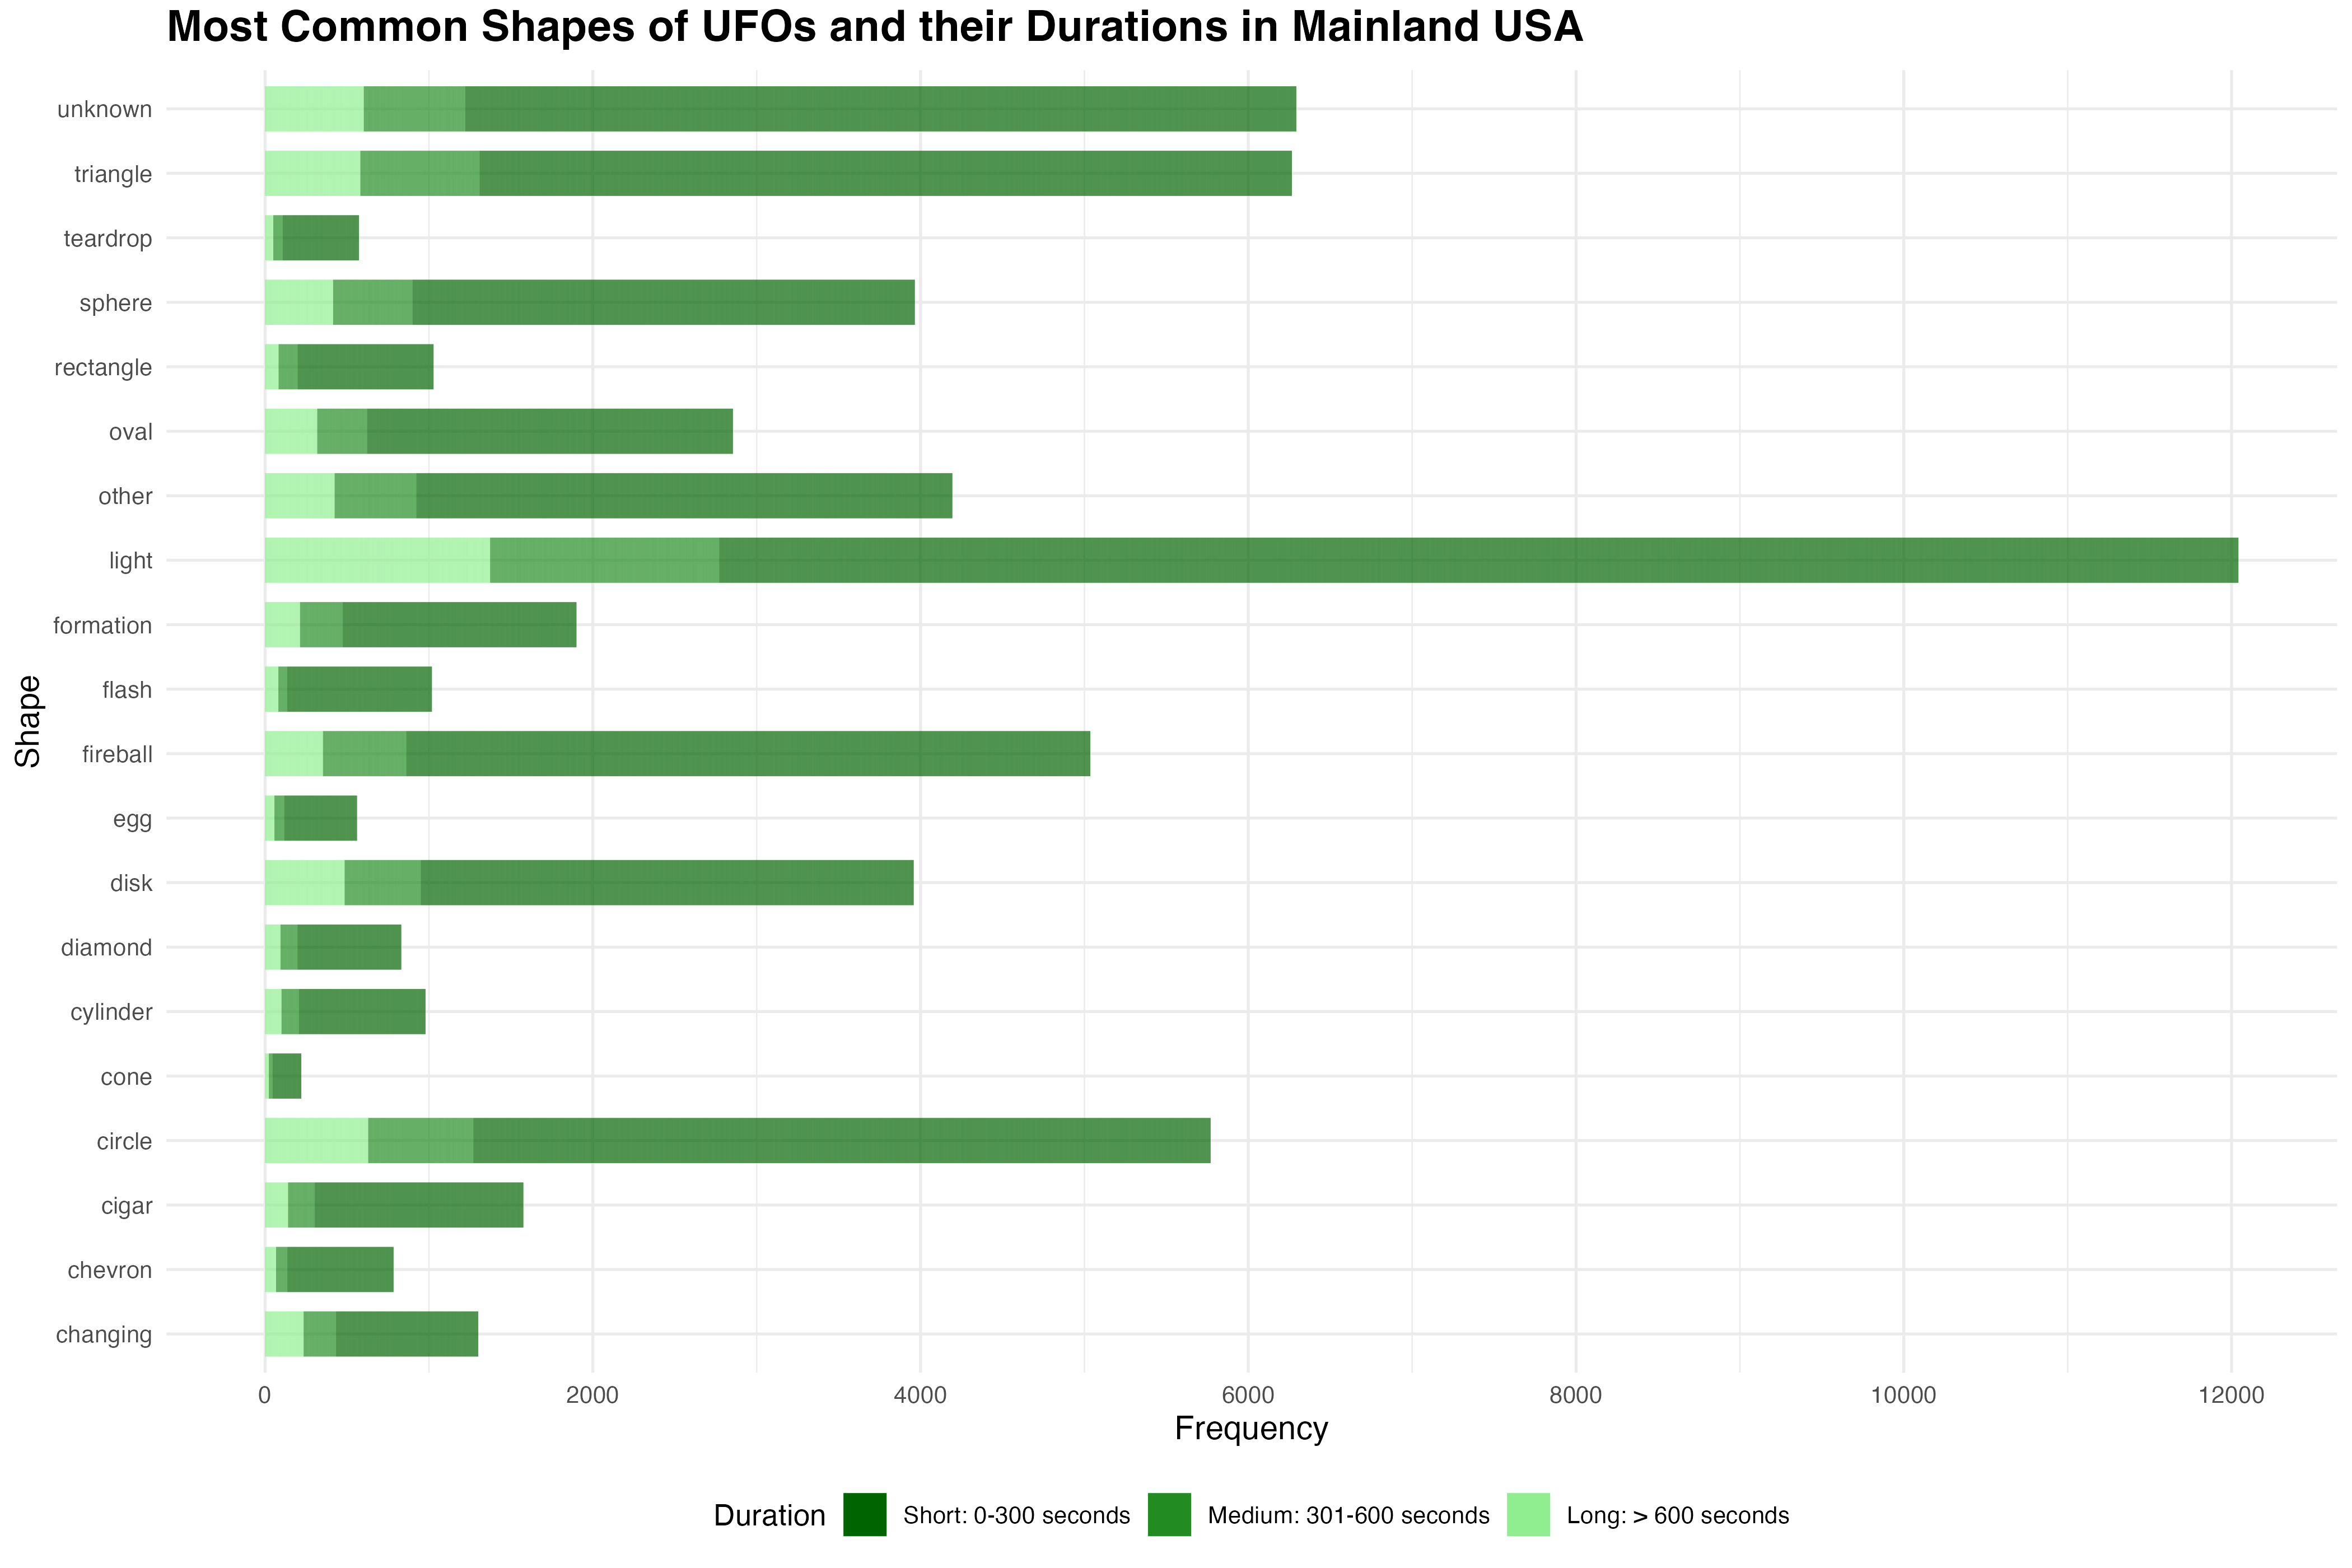 Most Common Shapes of UFOs and their Durations in Mainland USA
unknown
triangle
teardrop
sphere
rectangle
oval
other
light
formation
flash
fireball
egg
disk
diamond
cylinder
cone
circle
cigar
chevron
changing
Shape
0 2000 4000 6000 8000 10000 12000
Frequency
Duration Short: 0-300 seconds Medium: 301-600 seconds Long: > 600 seconds